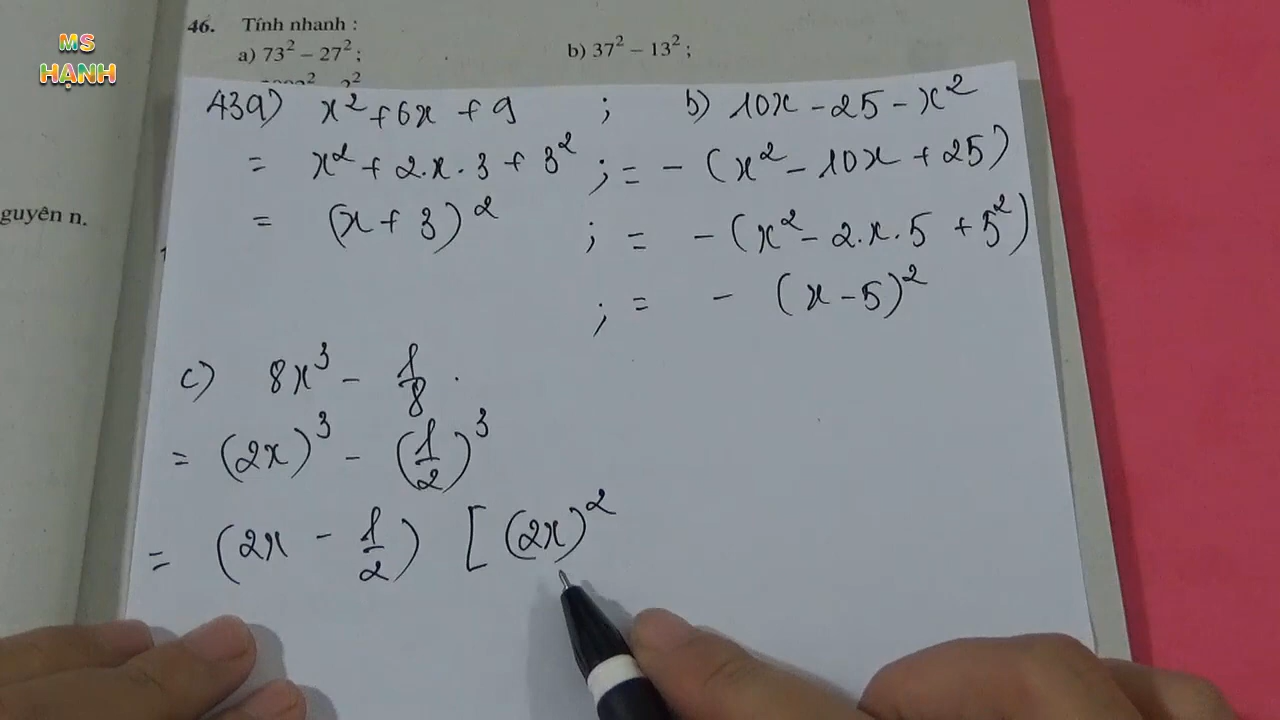 MS
HẠNH
46. Tính nhanh :
a) 73² – 27² ; b) 37² – 13² ;
guyên n.
43a) x² + 6x + 9 ; b) 10x - 25 - x²
= x² + 2.x.3 + 3² ; = - (x² - 10x + 25)
= (x + 3)² ; = - (x² - 2.x.5 + 5²)
; = - (x - 5)²
c) 8x³ - 1/8 .
= (2x)³ - (1/2)³
= (2x - 1/2) [(2x)²